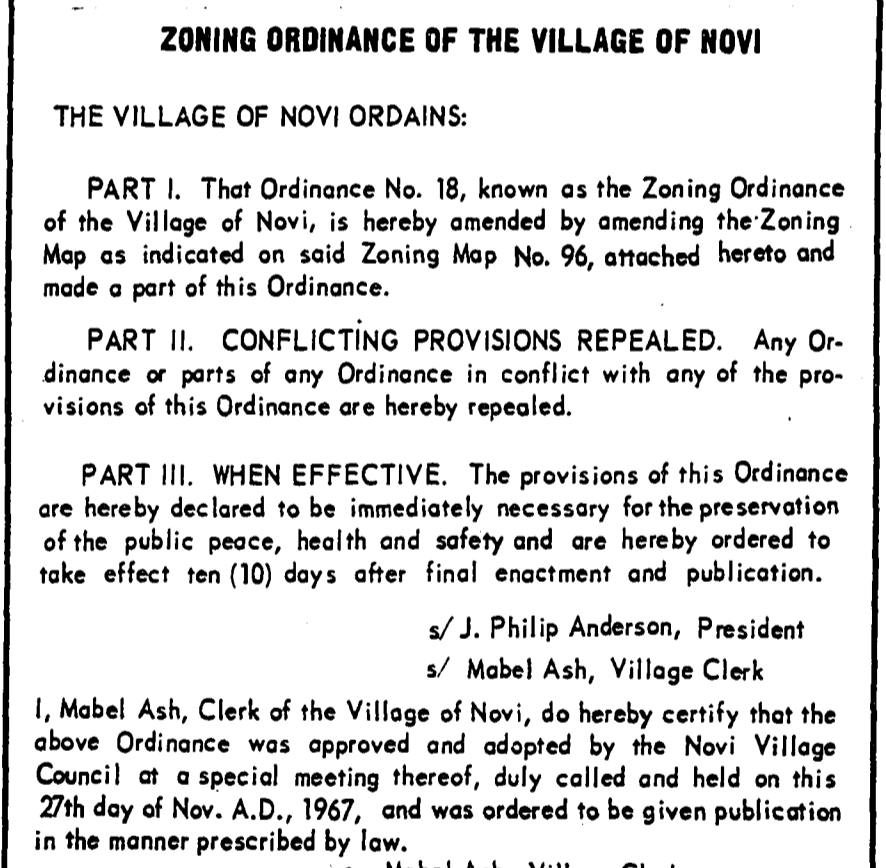 ZONING ORDINANCE OF THE VILLAGE OF NOVI
THE VILLAGE OF NOVI ORDAINS:
PART I. That Ordinance No. 18, known as the Zoning Ordinance
of the Village of Novi, is hereby amended by amending the Zoning
Map as indicated on said Zoning Map No. 96, attached hereto and
made a part of this Ordinance.
PART II. CONFLICTING PROVISIONS REPEALED. Any Or-
dinance or parts of any Ordinance in conflict with any of the pro-
visions of this Ordinance are hereby repealed.
PART III. WHEN EFFECTIVE. The provisions of this Ordinance
are hereby declared to be immediately necessary for the preservation
of the public peace, health and safety and are hereby ordered to
take effect ten (10) days after final enactment and publication.
s/ J. Philip Anderson, President
s/ Mabel Ash, Village Clerk
I, Mabel Ash, Clerk of the Village of Novi, do hereby certify that the
above Ordinance was approved and adopted by the Novi Village
Council at a special meeting thereof, duly called and held on this
27th day of Nov. A.D., 1967, and was ordered to be given publication
in the manner prescribed by law.
Mabel Ash, Village Clerk